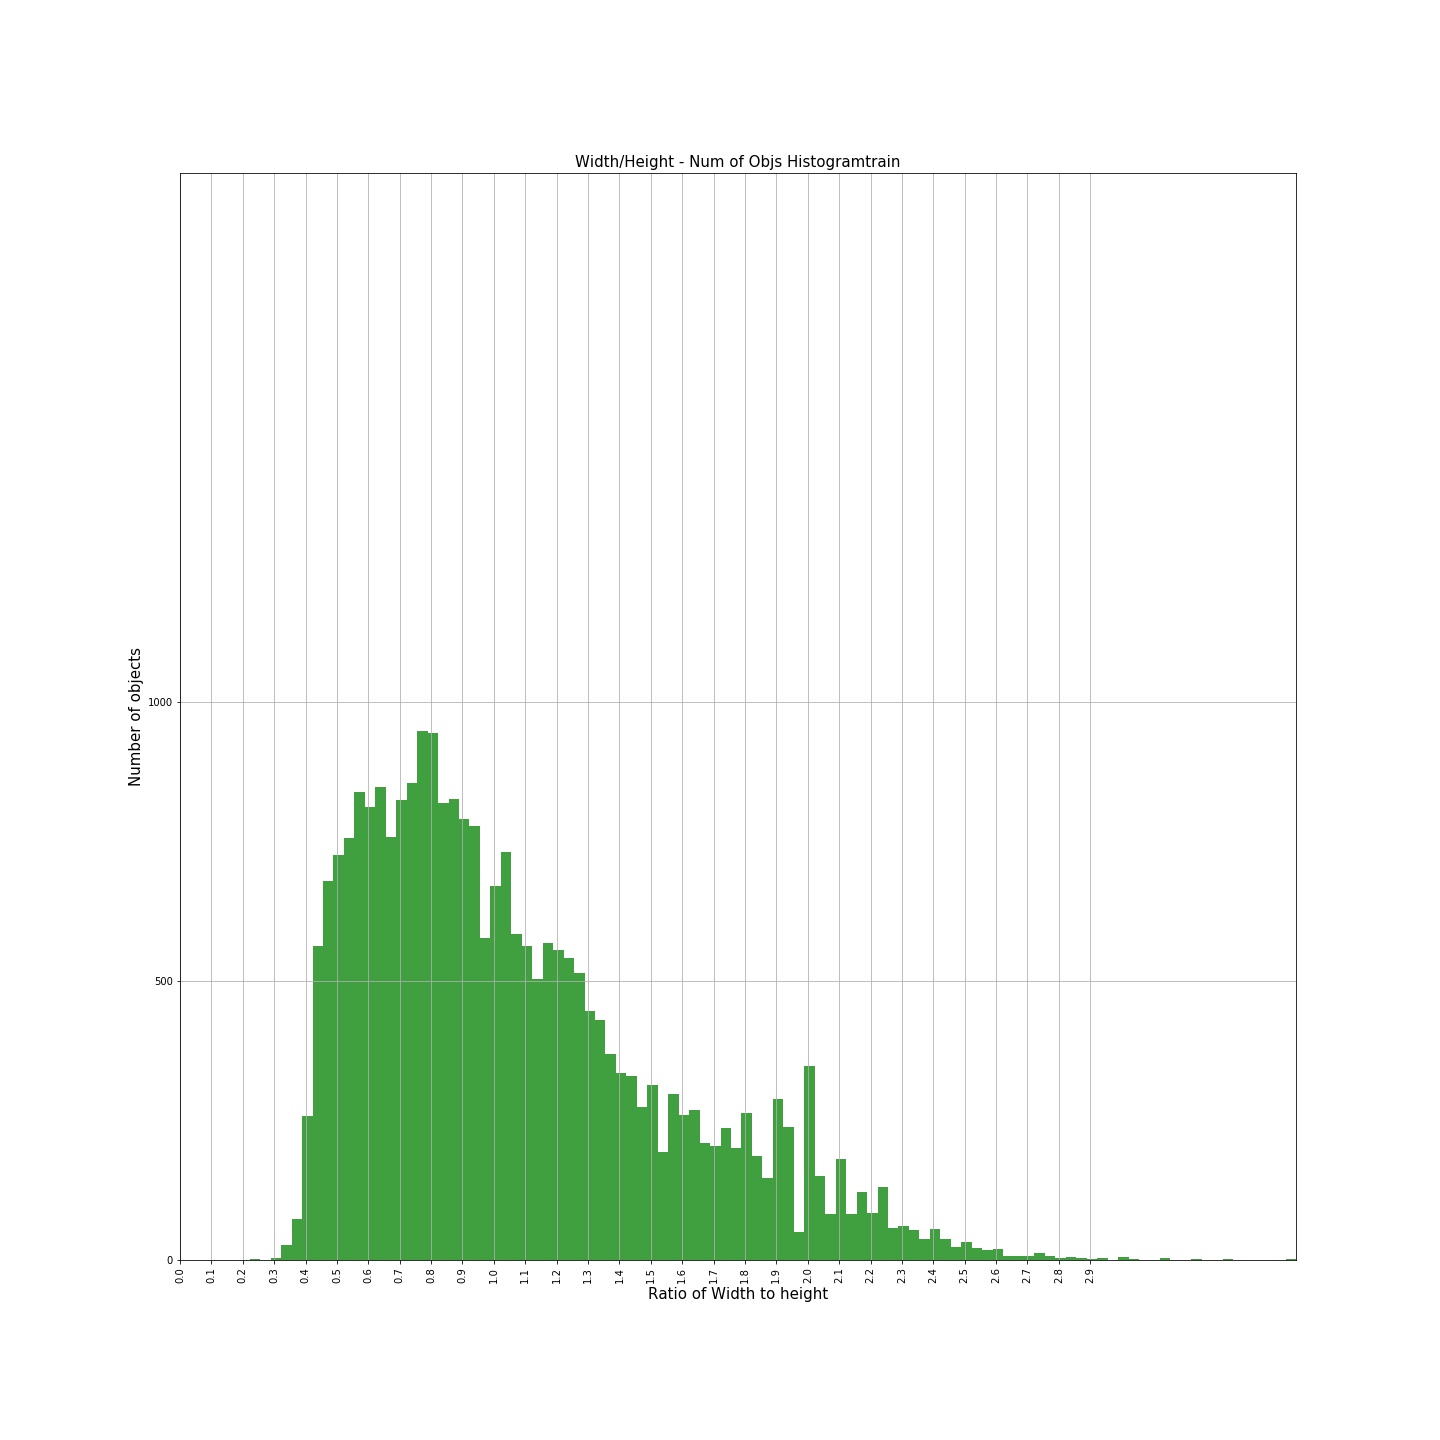 Width/Height - Num of Objs Histogramtrain
Number of objects
1000
500
0
0.0 0.1 0.2 0.3 0.4 0.5 0.6 0.7 0.8 0.9 1.0 1.1 1.2 1.3 1.4 1.5 1.6 1.7 1.8 1.9 2.0 2.1 2.2 2.3 2.4 2.5 2.6 2.7 2.8 2.9
Ratio of Width to height